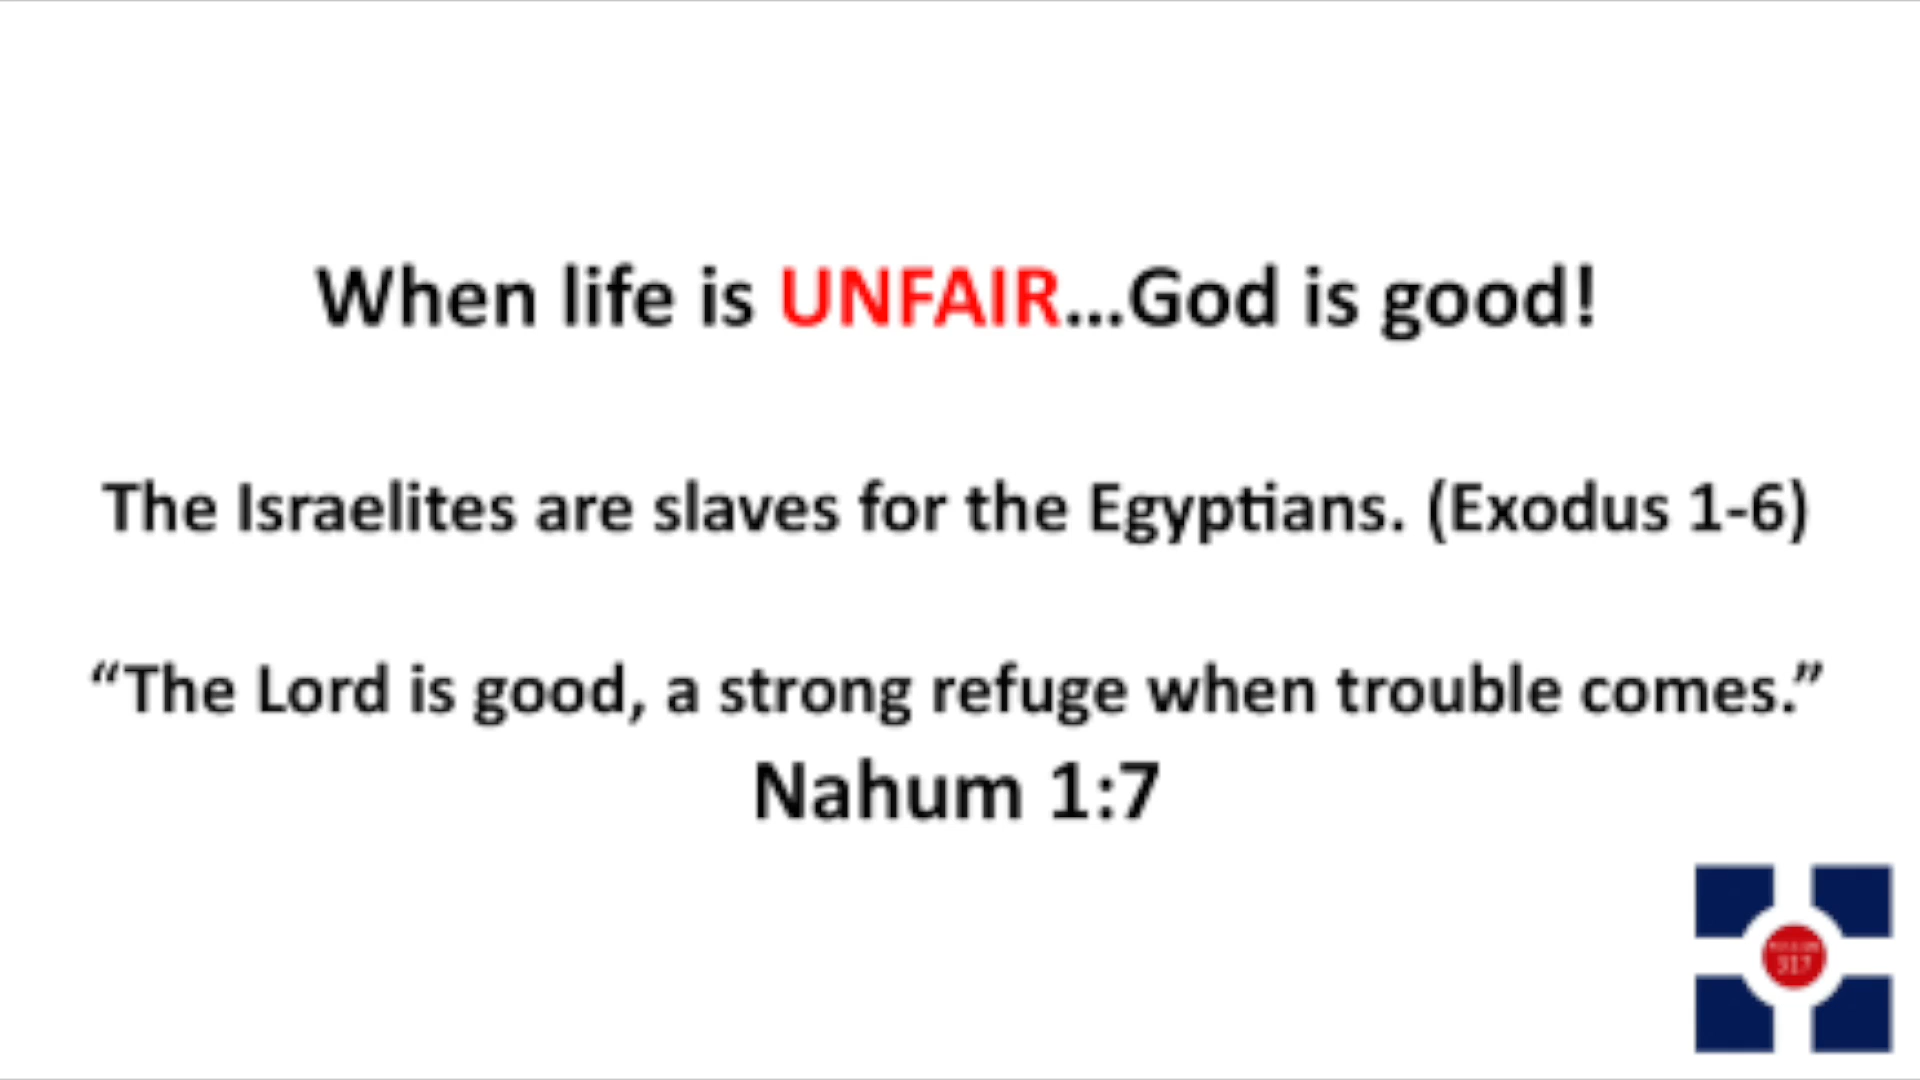 When life is UNFAIR...God is good!
The Israelites are slaves for the Egyptians. (Exodus 1-6)
“The Lord is good, a strong refuge when trouble comes.”
Nahum 1:7
317